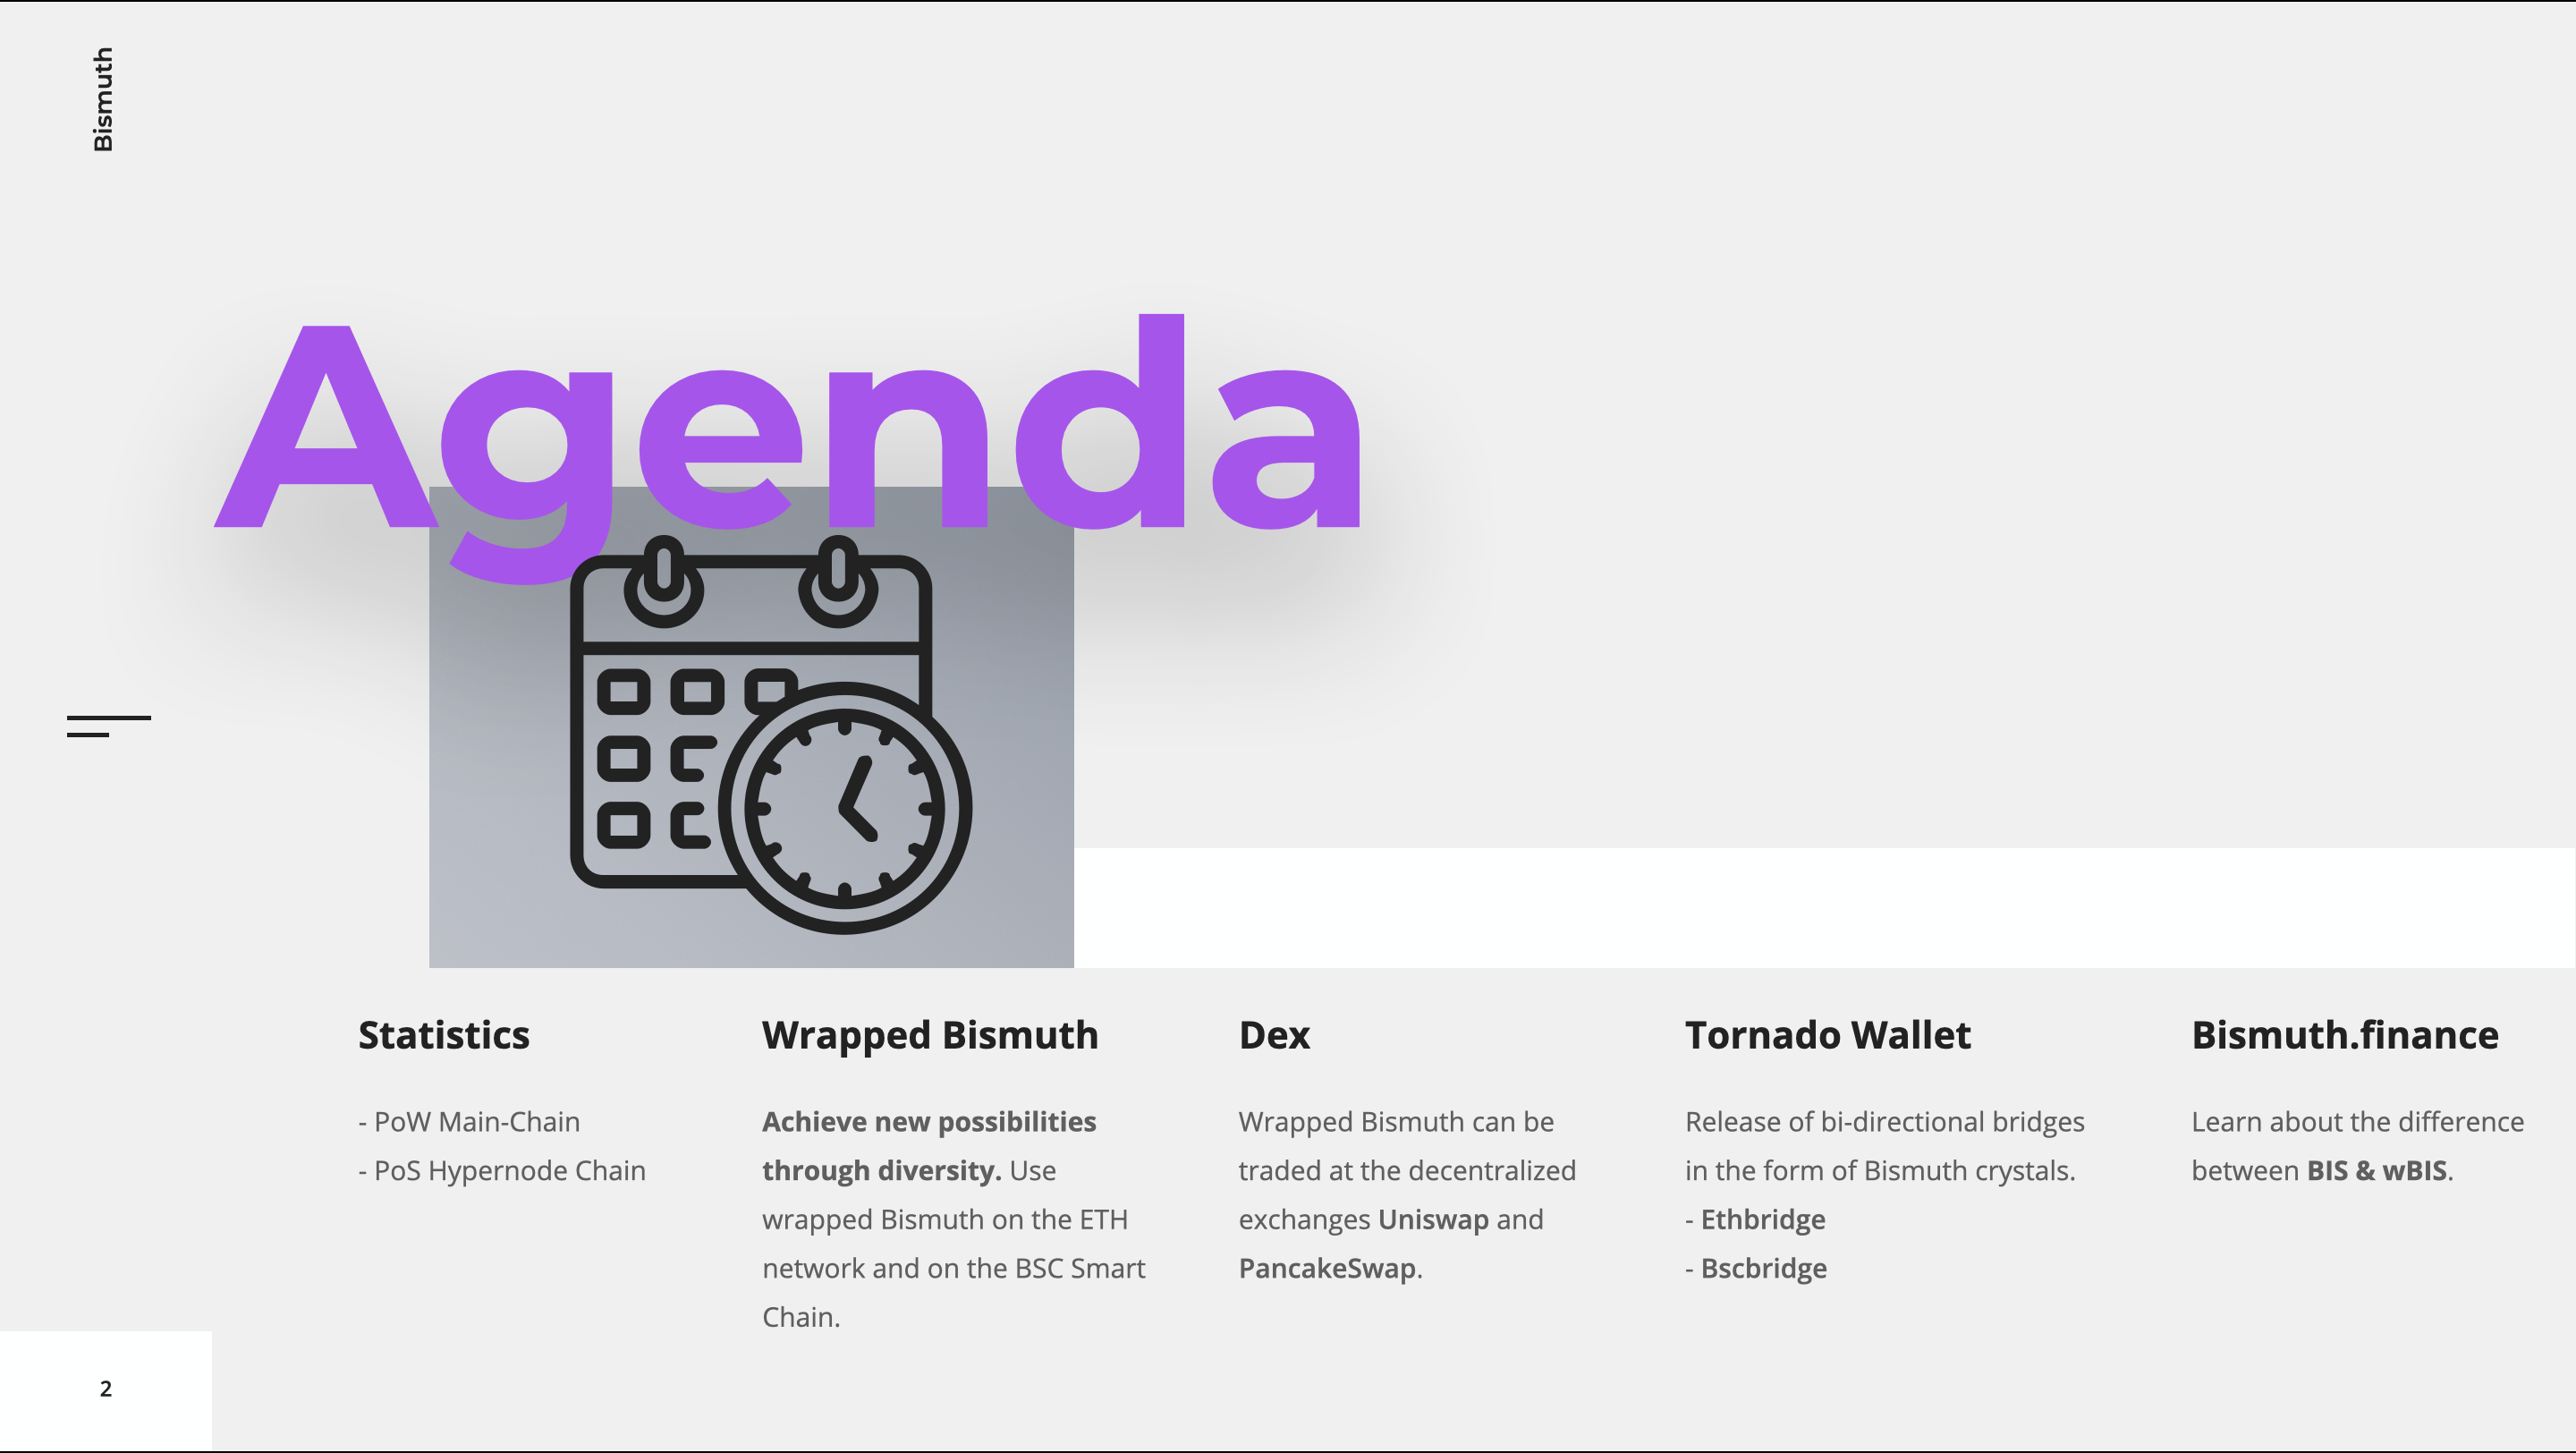 Bismuth
Agenda
Statistics
- PoW Main-Chain
- PoS Hypernode Chain
Wrapped Bismuth
Achieve new possibilities
through diversity. Use
wrapped Bismuth on the ETH
network and on the BSC Smart
Chain.
Dex
Wrapped Bismuth can be
traded at the decentralized
exchanges Uniswap and
PancakeSwap.
Tornado Wallet
Release of bi-directional bridges
in the form of Bismuth crystals.
- Ethbridge
- Bscbridge
Bismuth.finance
Learn about the difference
between BIS & wBIS.
2